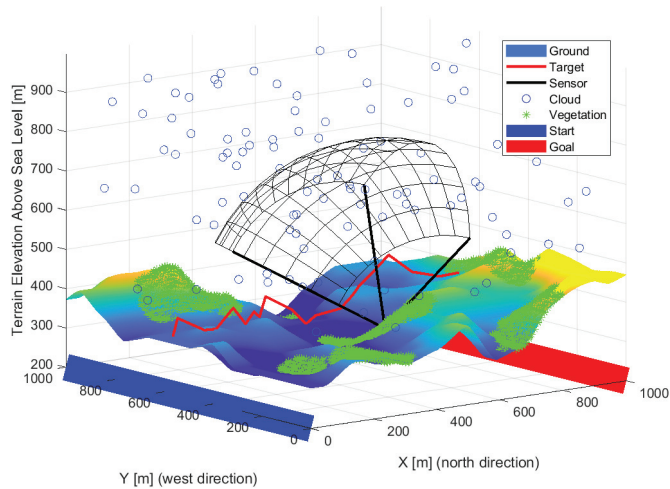 Terrain Elevation Above Sea Level [m]
900
800
700
600
500
400
300
200
1000
800
600
400
200
0
0
200
400
600
800
1000
Y [m] (west direction)
X [m] (north direction)
Ground
Target
Sensor
Cloud
Vegetation
Start
Goal